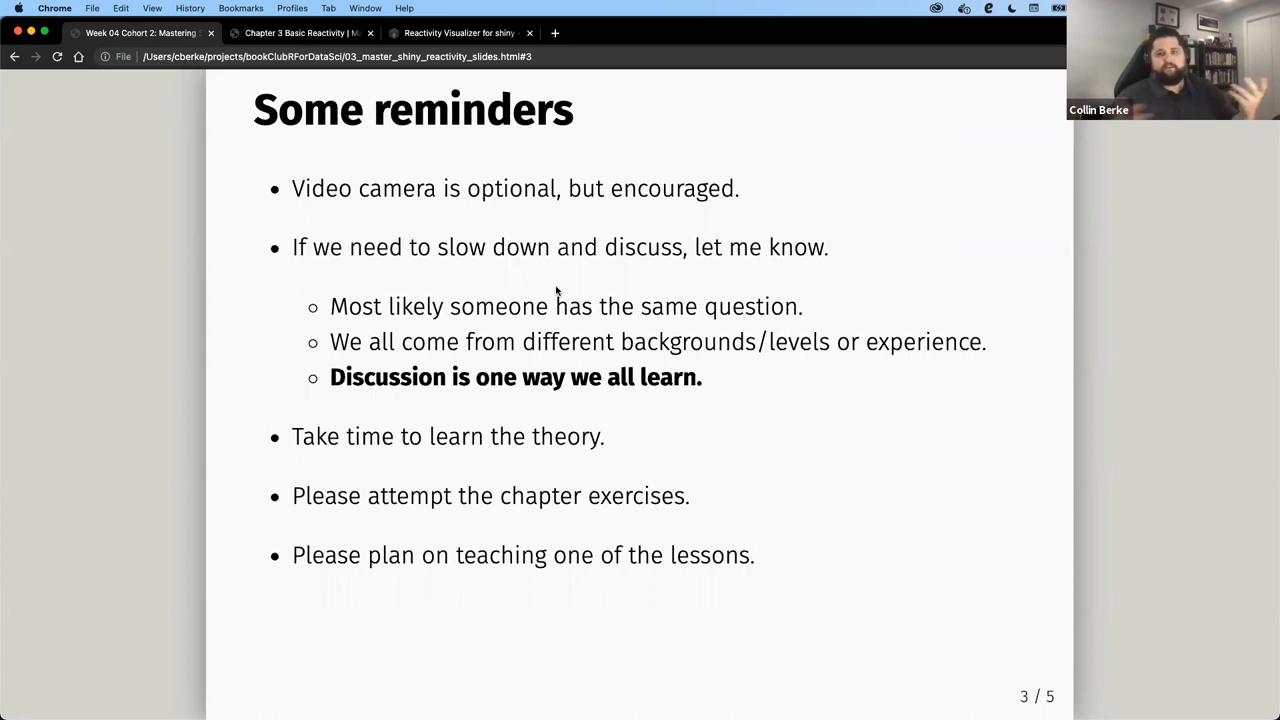 Chrome File Edit View History Bookmarks Profiles Tab Window Help
Week 04 Cohort 2: Mastering S
Chapter 3 Basic Reactivity | Ma
Reactivity Visualizer for shiny
File /Users/cberke/projects/bookClubRForDataSci/03_master_shiny_reactivity_slides.html#3
Collin Berke
Some reminders
• Video camera is optional, but encouraged.
• If we need to slow down and discuss, let me know.
○ Most likely someone has the same question.
○ We all come from different backgrounds/levels or experience.
○ Discussion is one way we all learn.
• Take time to learn the theory.
• Please attempt the chapter exercises.
• Please plan on teaching one of the lessons.
3 / 5